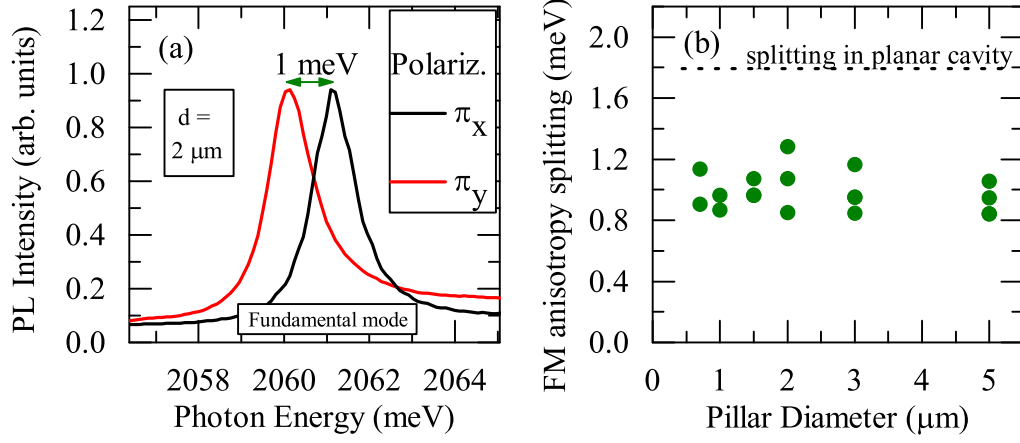 (a)
1 meV
d =
2 μm
Polariz.
πx
πy
Fundamental mode
1.2
1.0
0.8
0.6
0.4
0.2
0.0
PL Intensity (arb. units)
2058 2060 2062 2064
Photon Energy (meV)
(b)
splitting in planar cavity
2.0
1.6
1.2
0.8
0.4
0.0
FM anisotropy splitting (meV)
0 1 2 3 4 5
Pillar Diameter (μm)